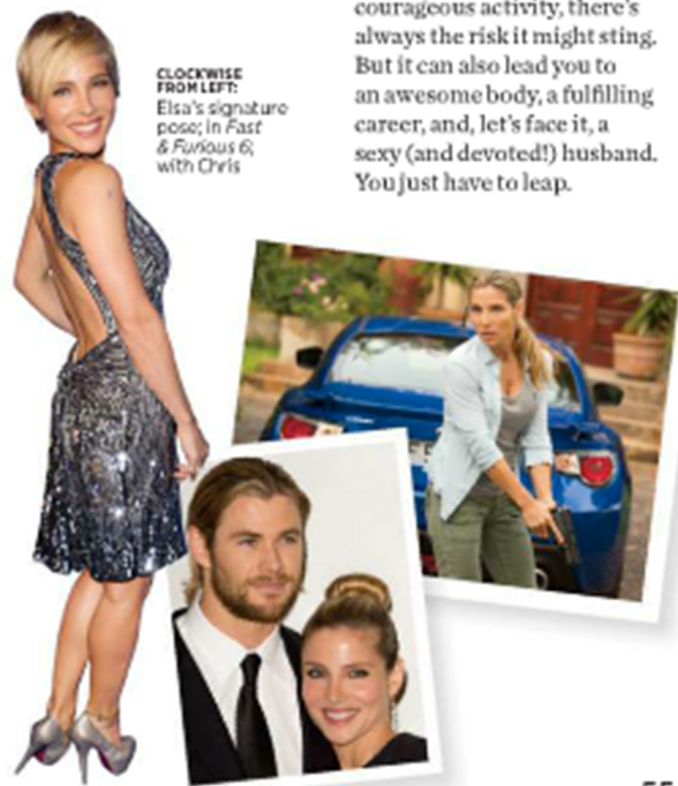 CLOCKWISE
FROM LEFT:
Elsa's signature
pose; in Fast
& Furious 6;
with Chris
courageous activity, there's
always the risk it might sting.
But it can also lead you to
an awesome body, a fulfilling
career, and, let's face it, a
sexy (and devoted!) husband.
You just have to leap.